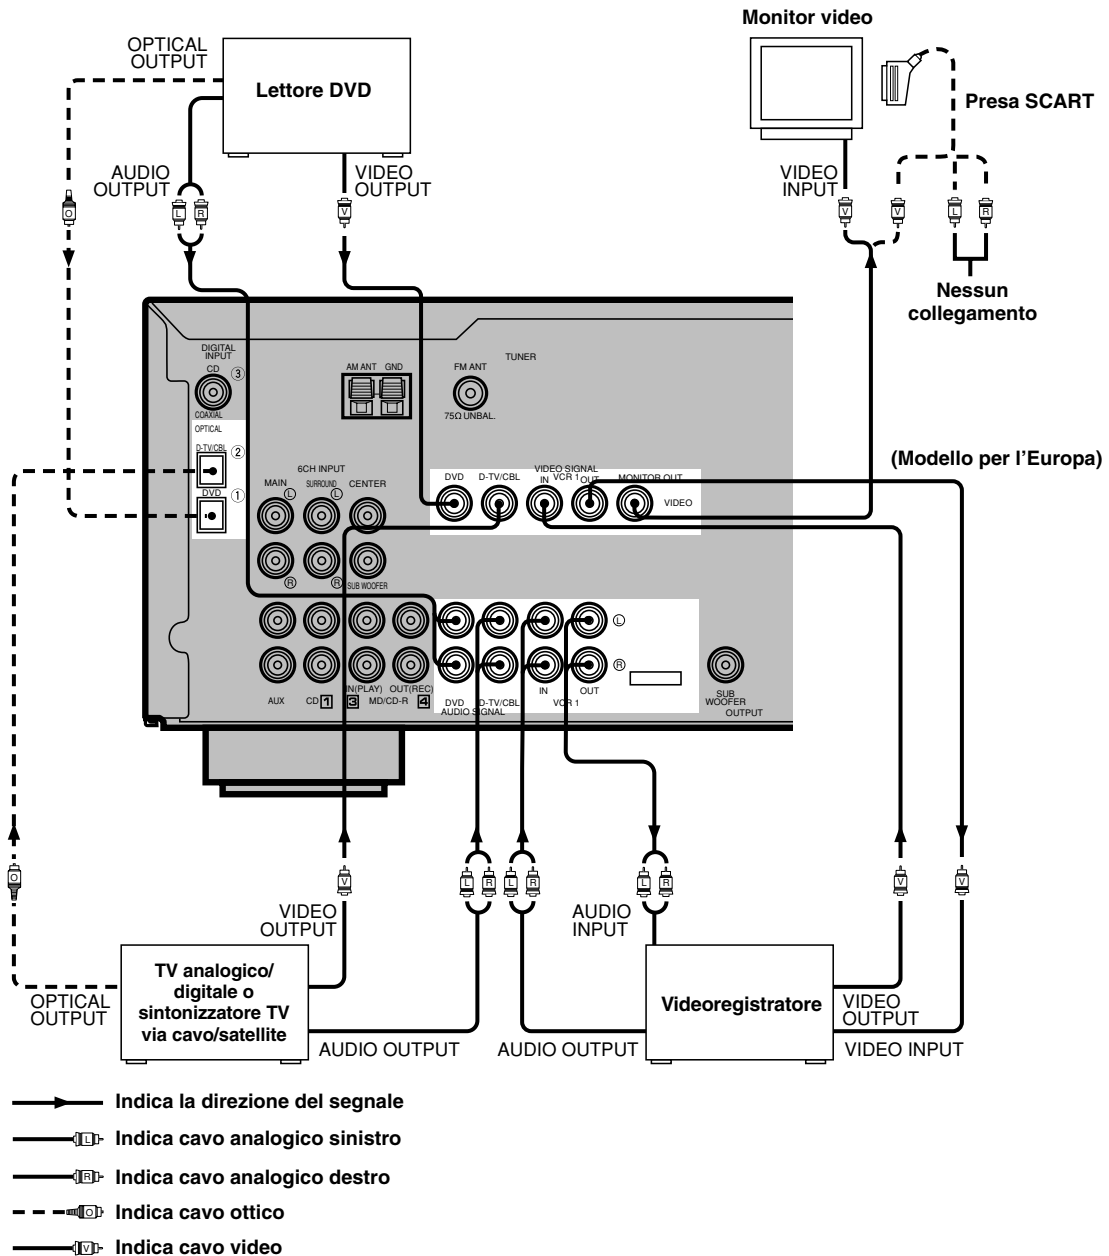 Monitor video
OPTICAL
OUTPUT
Lettore DVD
Presa SCART
AUDIO
OUTPUT
VIDEO
OUTPUT
VIDEO
INPUT
O
L
R
V
V
V
L
R
Nessun
collegamento
DIGITAL
INPUT
CD
3
COAXIAL
OPTICAL
D-TV/CBL
2
DVD
1
AM ANT GND
FM ANT
TUNER
75Ω UNBAL.
6CH INPUT
MAIN
L
SURROUND
L
CENTER
R
R
SUB WOOFER
VIDEO SIGNAL
DVD
D-TV/CBL
IN
VCR 1
OUT
MONITOR OUT
VIDEO
(Modello per l'Europa)
L
R
AUX
CD
1
IN(PLAY)
OUT(REC)
3
MD/CD-R
4
DVD
D-TV/CBL
AUDIO SIGNAL
IN
OUT
VCR 1
SUB
WOOFER
OUTPUT
O
V
L
R
L
R
L
R
V
V
VIDEO
OUTPUT
AUDIO
INPUT
OPTICAL
OUTPUT
TV analogico/
digitale o
sintonizzatore TV
via cavo/satellite
AUDIO OUTPUT
AUDIO OUTPUT
Videoregistratore
VIDEO
OUTPUT
VIDEO INPUT
Indica la direzione del segnale
L
Indica cavo analogico sinistro
R
Indica cavo analogico destro
O
Indica cavo ottico
V
Indica cavo video